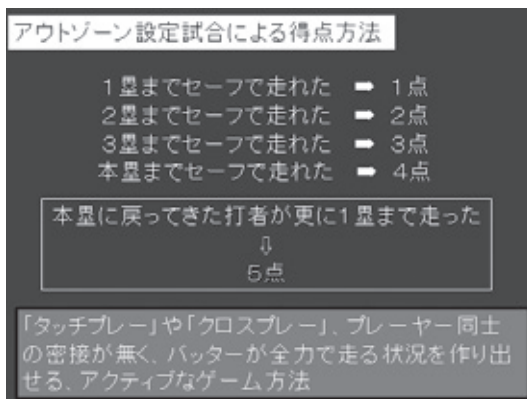 アウトゾーン設定試合による得点方法
1塁までセーフで走れた ➡ 1点
2塁までセーフで走れた ➡ 2点
3塁までセーフで走れた ➡ 3点
本塁までセーフで走れた ➡ 4点
本塁に戻ってきた打者が更に1塁まで走った
⇩
5点
「タッチプレー」や「クロスプレー」、プレーヤー同士
の密接が無く、バッターが全力で走る状況を作り出
せる、アクティブなゲーム方法